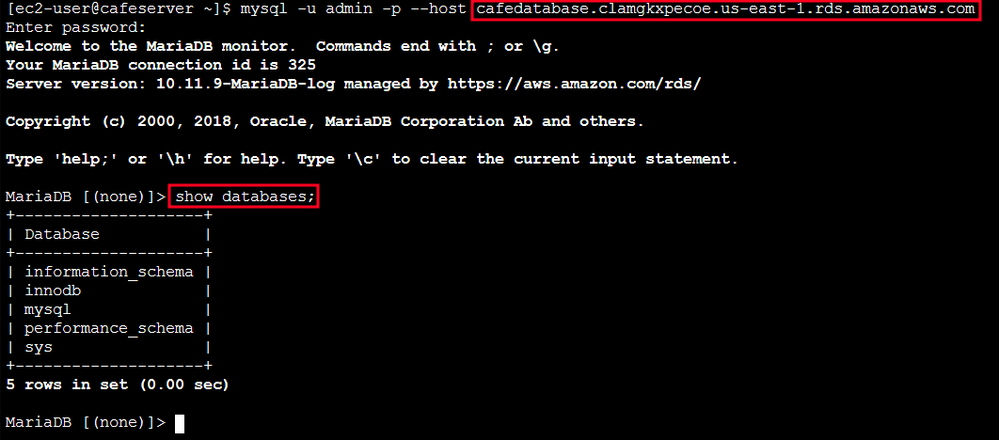 [ec2-user@cafeserver ~]$ mysql -u admin -p --host cafedatabase.clamgkxpecoe.us-east-1.rds.amazonaws.com
Enter password:
Welcome to the MariaDB monitor.  Commands end with ; or \g.
Your MariaDB connection id is 325
Server version: 10.11.9-MariaDB-log managed by https://aws.amazon.com/rds/
Copyright (c) 2000, 2018, Oracle, MariaDB Corporation Ab and others.
Type 'help;' or '\h' for help. Type '\c' to clear the current input statement.
MariaDB [(none)]> show databases;
+--------------------+
| Database           |
+--------------------+
| information_schema |
| innodb             |
| mysql              |
| performance_schema |
| sys                |
+--------------------+
5 rows in set (0.00 sec)
MariaDB [(none)]>